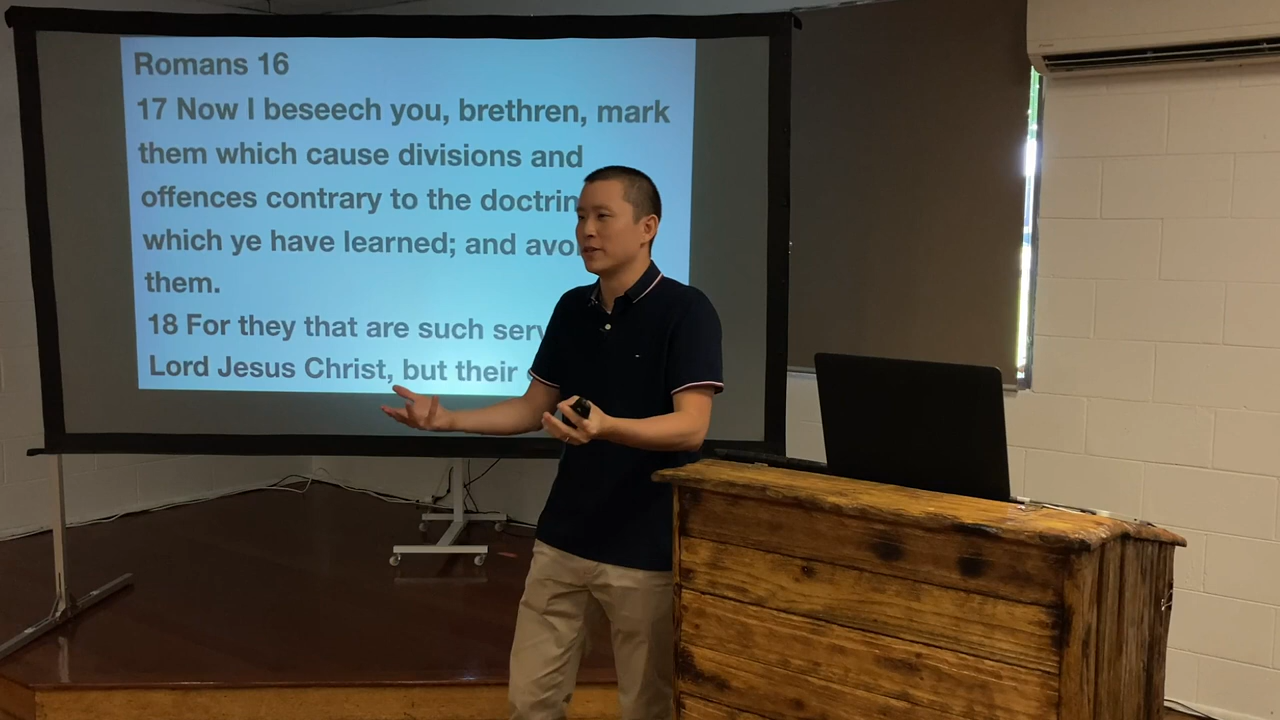 Romans 16
17 Now I beseech you, brethren, mark
them which cause divisions and
offences contrary to the doctrin
which ye have learned; and avoi
them.
18 For they that are such serv
Lord Jesus Christ, but their